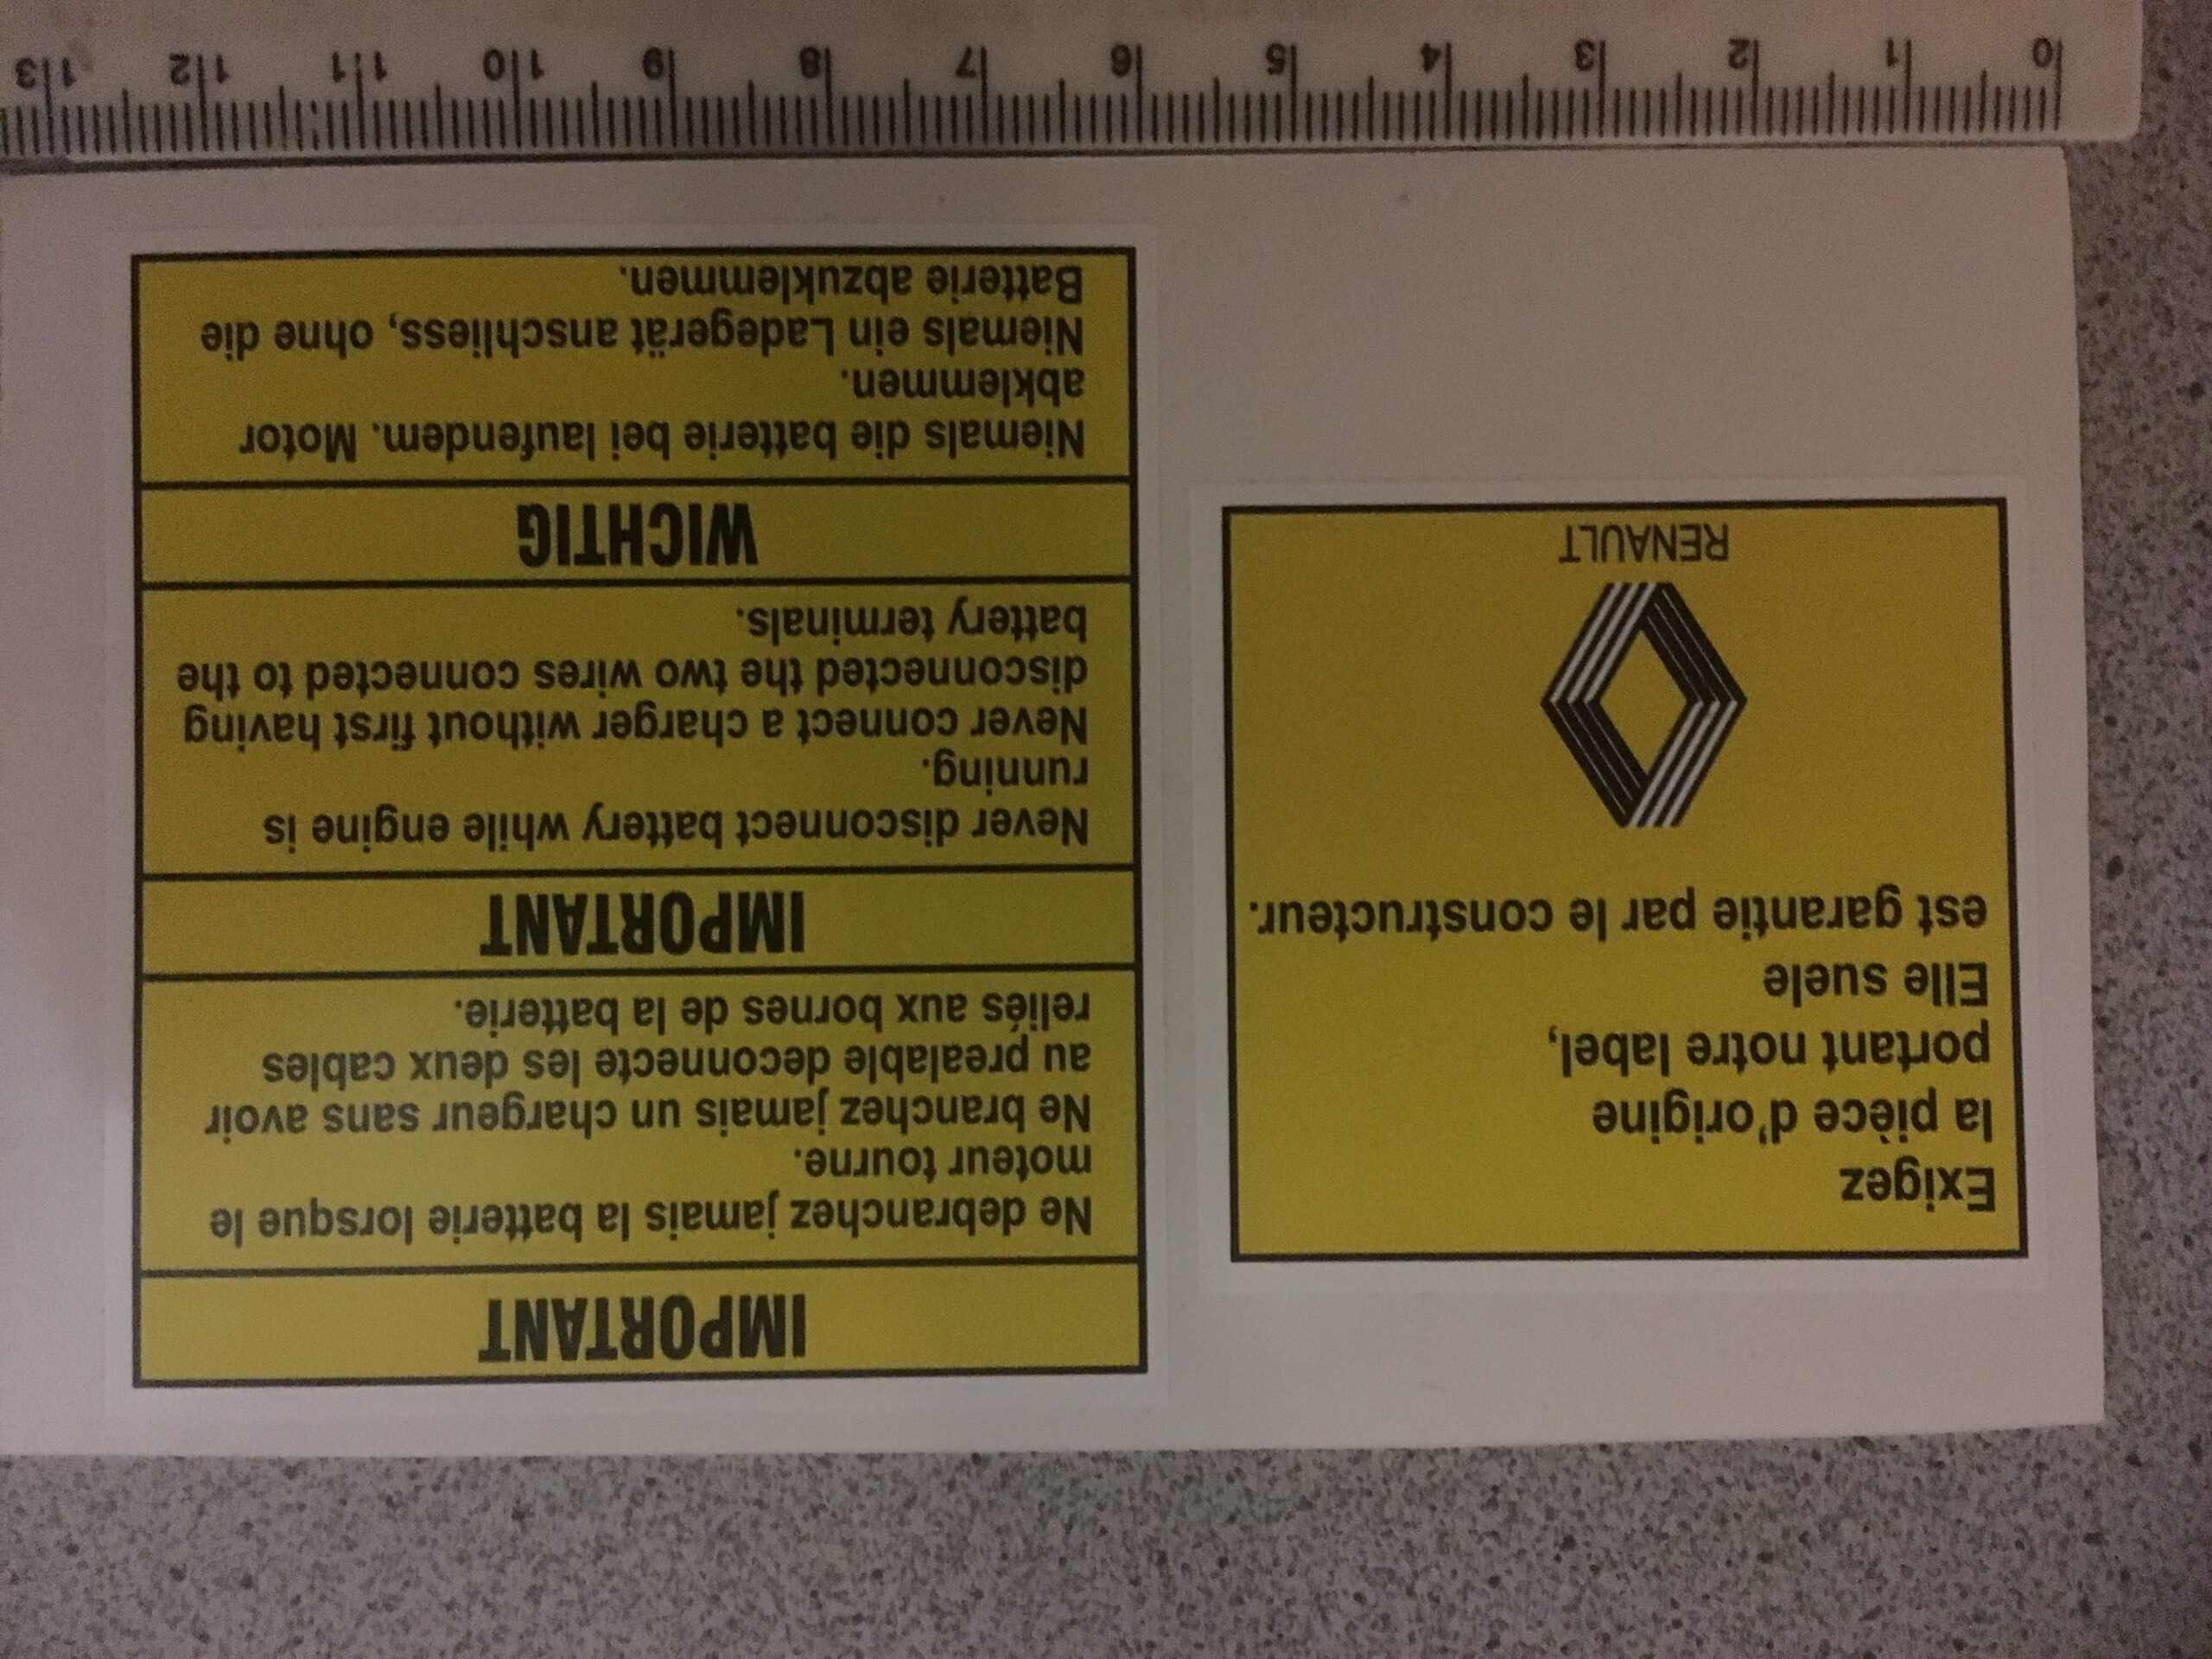 Exigez
la pièce d'origine
portant notre label,
Elle suele
est garantie par le constructeur.
RENAULT
IMPORTANT
Ne debranchez jamais la batterie lorsque le
moteur tourne.
Ne branchez jamais un chargeur sans avoir
au prealable deconnecte les deux cables
reliés aux bornes de la batterie.
IMPORTANT
Never disconnect battery while engine is
running.
Never connect a charger without first having
disconnected the two wires connected to the
battery terminals.
WICHTIG
Niemals die batterie bei laufendem. Motor
abklemmen.
Niemals ein Ladegerät anschliess, ohne die
Batterie abzuklemmen.
0 1 2 3 4 5 6 7 8 9 10 11 12 13